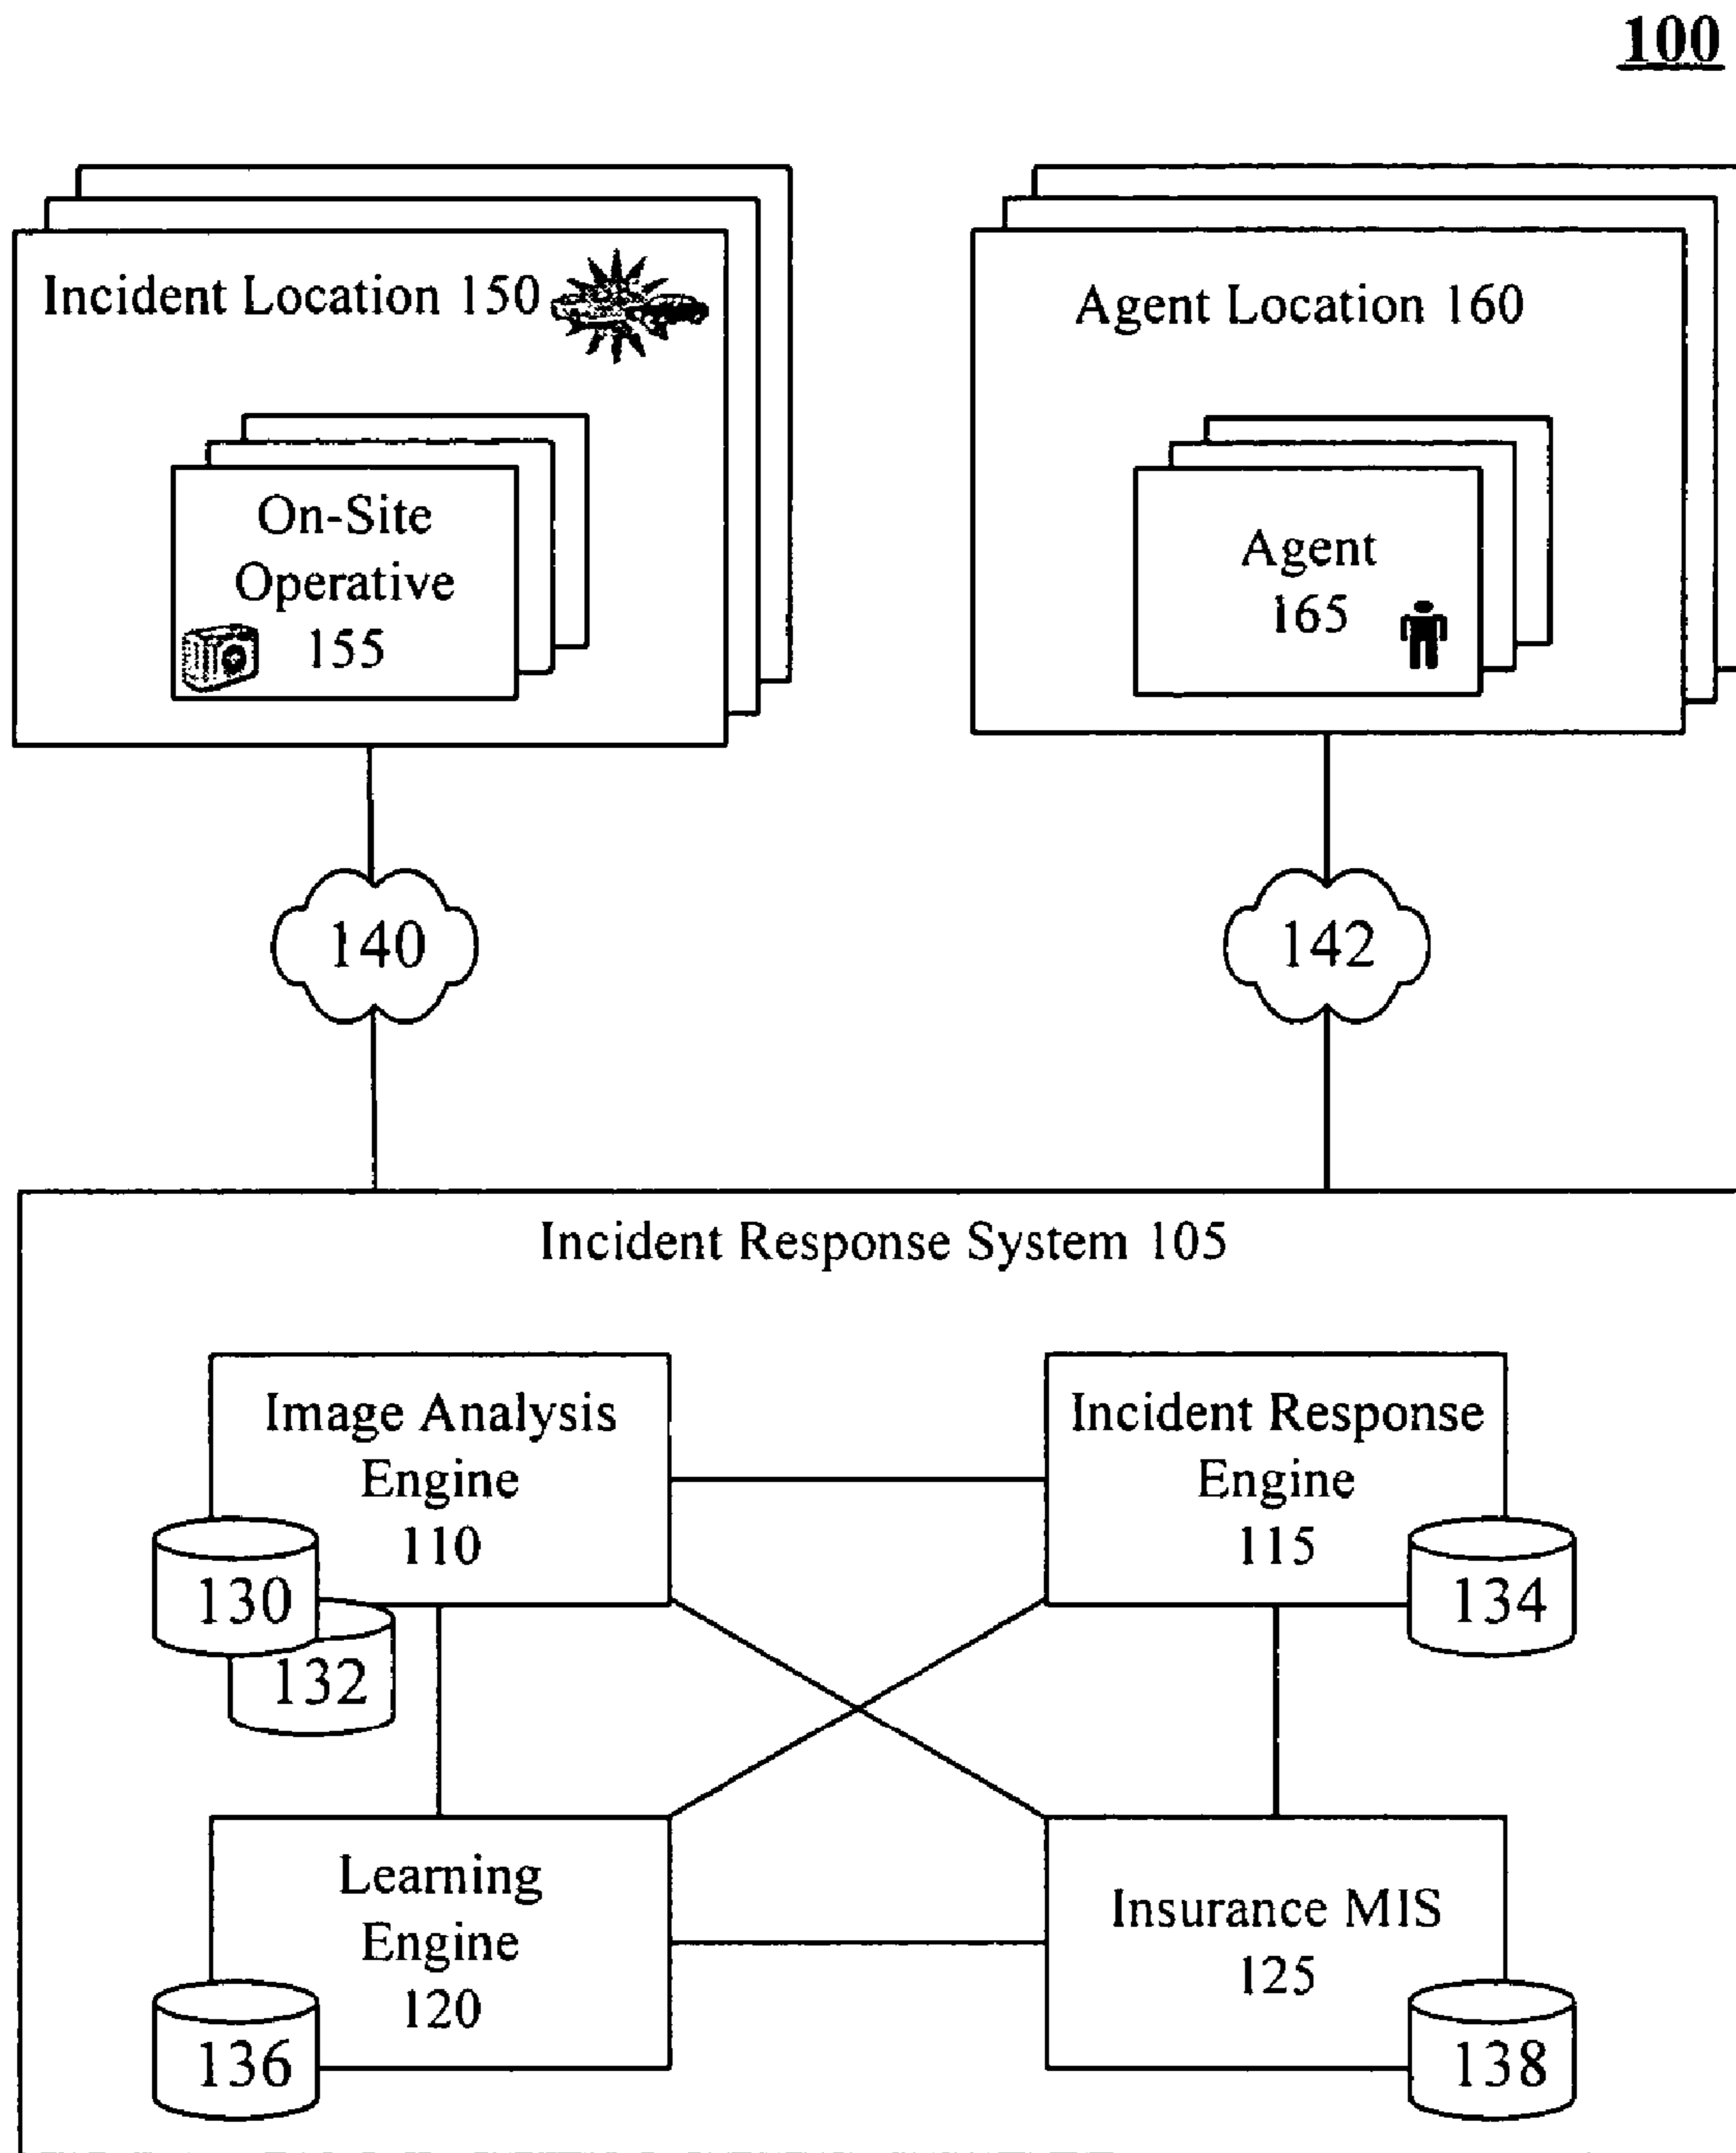 100
Incident Location 150
Agent Location 160
On-Site
Operative
155
Agent
165
140
142
Incident Response System 105
Image Analysis
Engine
110
Incident Response
Engine
115
130
132
134
Learning
Engine
120
Insurance MIS
125
136
138